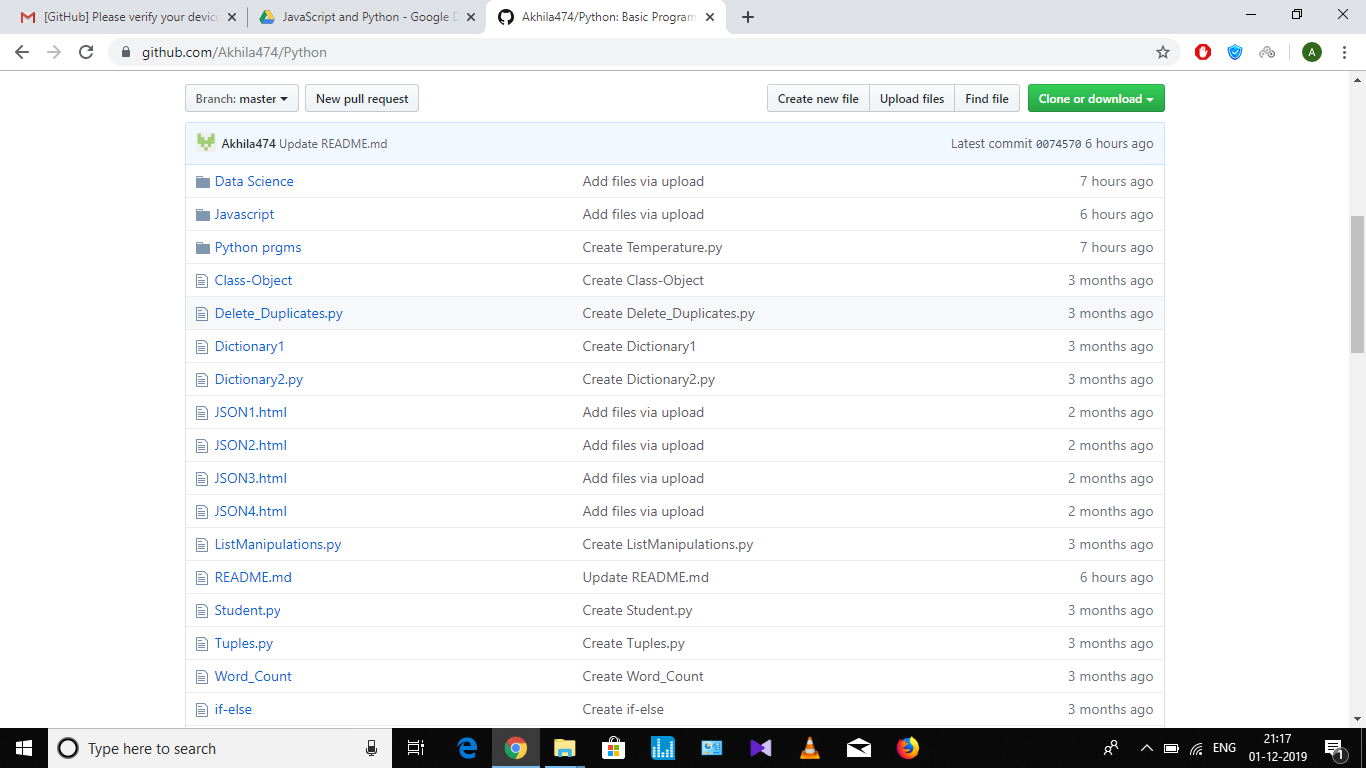 [GitHub] Please verify your device
JavaScript and Python - Google D
Akhila474/Python: Basic Program
github.com/Akhila474/Python
A
Branch: master
New pull request
Create new file
Upload files
Find file
Clone or download
Akhila474 Update README.md
Latest commit 0074570 6 hours ago
Data Science Add files via upload 7 hours ago
Javascript Add files via upload 6 hours ago
Python prgms Create Temperature.py 7 hours ago
Class-Object Create Class-Object 3 months ago
Delete_Duplicates.py Create Delete_Duplicates.py 3 months ago
Dictionary1 Create Dictionary1 3 months ago
Dictionary2.py Create Dictionary2.py 3 months ago
JSON1.html Add files via upload 2 months ago
JSON2.html Add files via upload 2 months ago
JSON3.html Add files via upload 2 months ago
JSON4.html Add files via upload 2 months ago
ListManipulations.py Create ListManipulations.py 3 months ago
README.md Update README.md 6 hours ago
Student.py Create Student.py 3 months ago
Tuples.py Create Tuples.py 3 months ago
Word_Count Create Word_Count 3 months ago
if-else Create if-else 3 months ago
Type here to search
ENG
21:17
01-12-2019
1